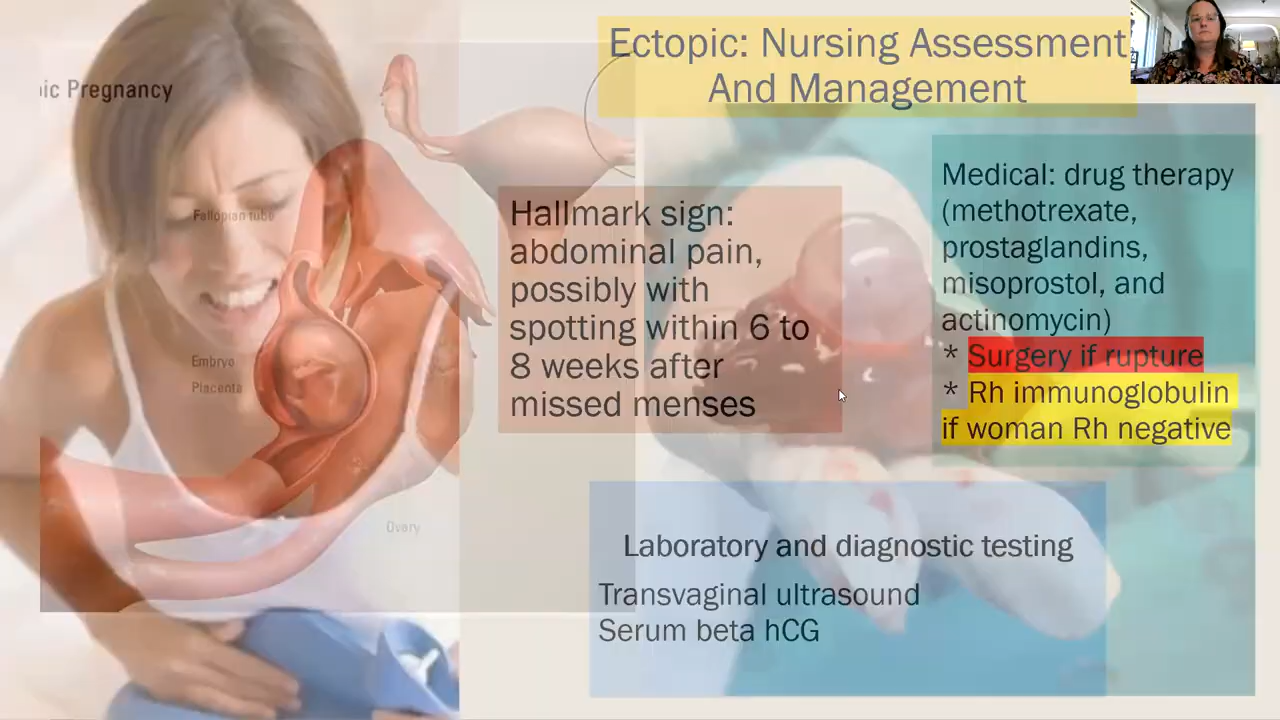 Ectopic: Nursing Assessment
And Management
ic Pregnancy
Fallopian tube
Embryo
Placenta
Ovary
Hallmark sign:
abdominal pain,
possibly with
spotting within 6 to
8 weeks after
missed menses
Medical: drug therapy
(methotrexate,
prostaglandins,
misoprostol, and
actinomycin)
* Surgery if rupture
* Rh immunoglobulin
if woman Rh negative
Laboratory and diagnostic testing
Transvaginal ultrasound
Serum beta hCG